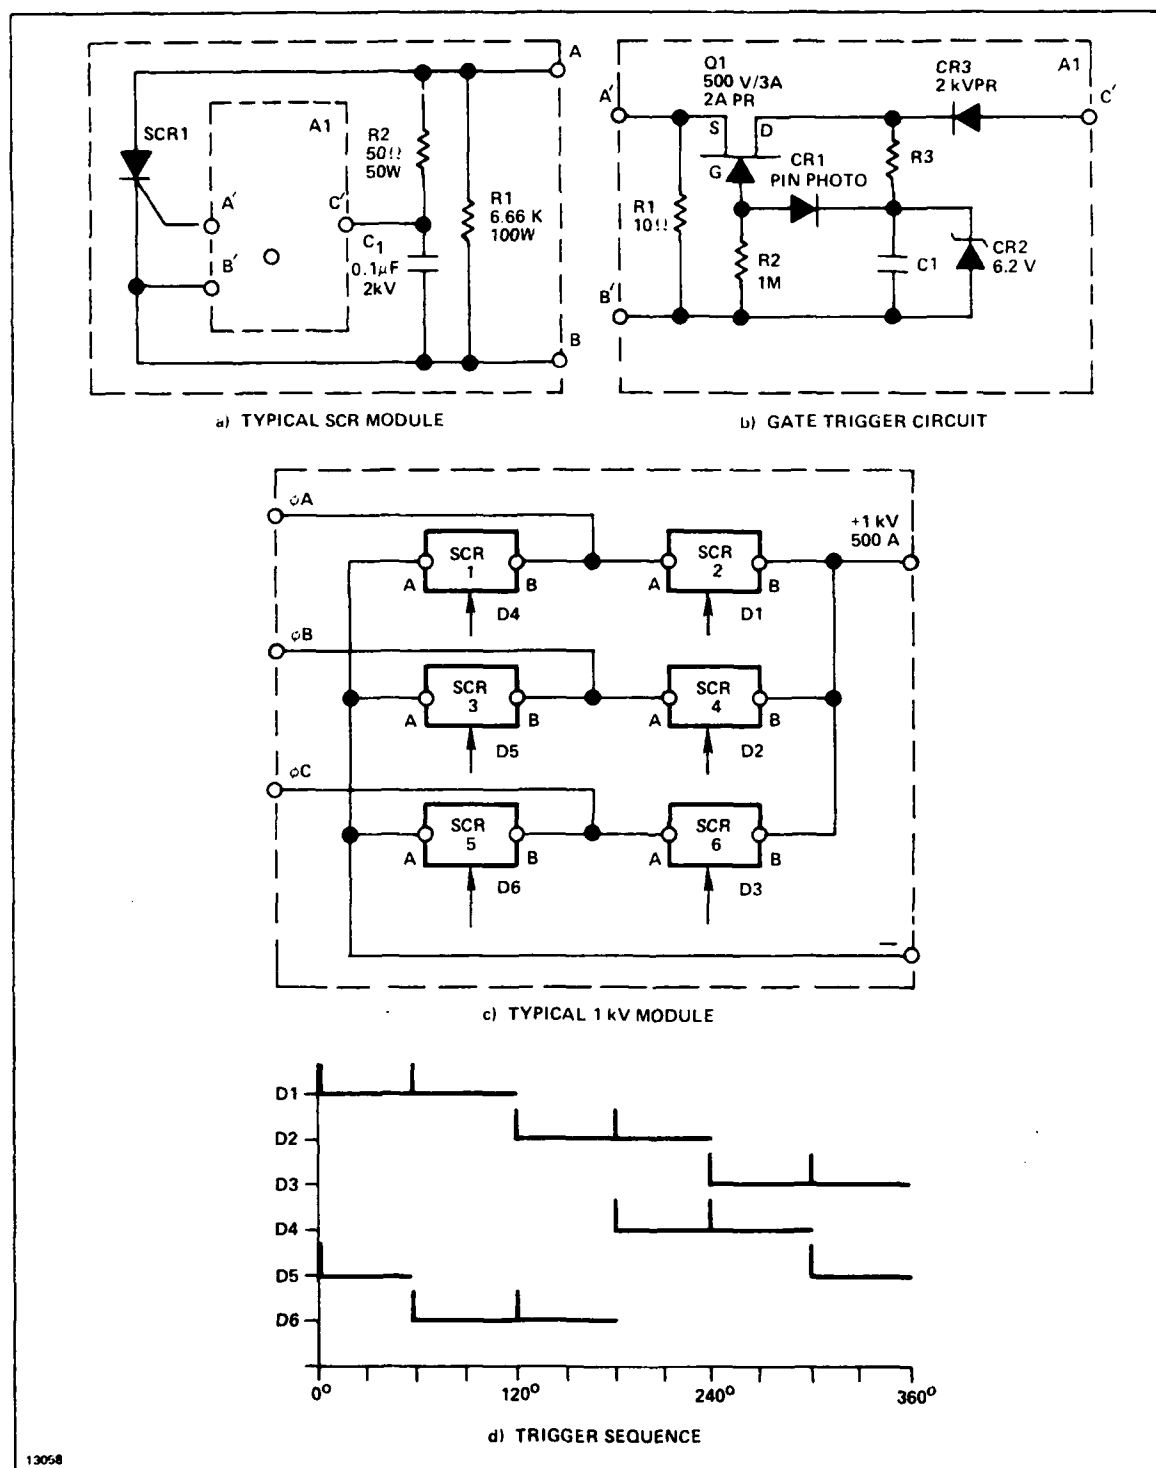 A
A1
SCR1
R2
50Ω
50W
A'
C'
B'
C1
0.1μF
2kV
R1
6.66 K
100W
B
a) TYPICAL SCR MODULE
A1
Q1
500 V/3A
2A PR
CR3
2 kVPR
A'
C'
S
D
G
CR1
PIN PHOTO
R3
R1
10Ω
R2
1M
C1
CR2
6.2 V
B'
b) GATE TRIGGER CIRCUIT
φA
+1 kV
500 A
SCR
1
A
B
D4
SCR
2
A
B
D1
φB
SCR
3
A
B
D5
SCR
4
A
B
D2
φC
SCR
5
A
B
D6
SCR
6
A
B
D3
−
c) TYPICAL 1 kV MODULE
D1
D2
D3
D4
D5
D6
0° 120° 240° 360°
d) TRIGGER SEQUENCE
13058